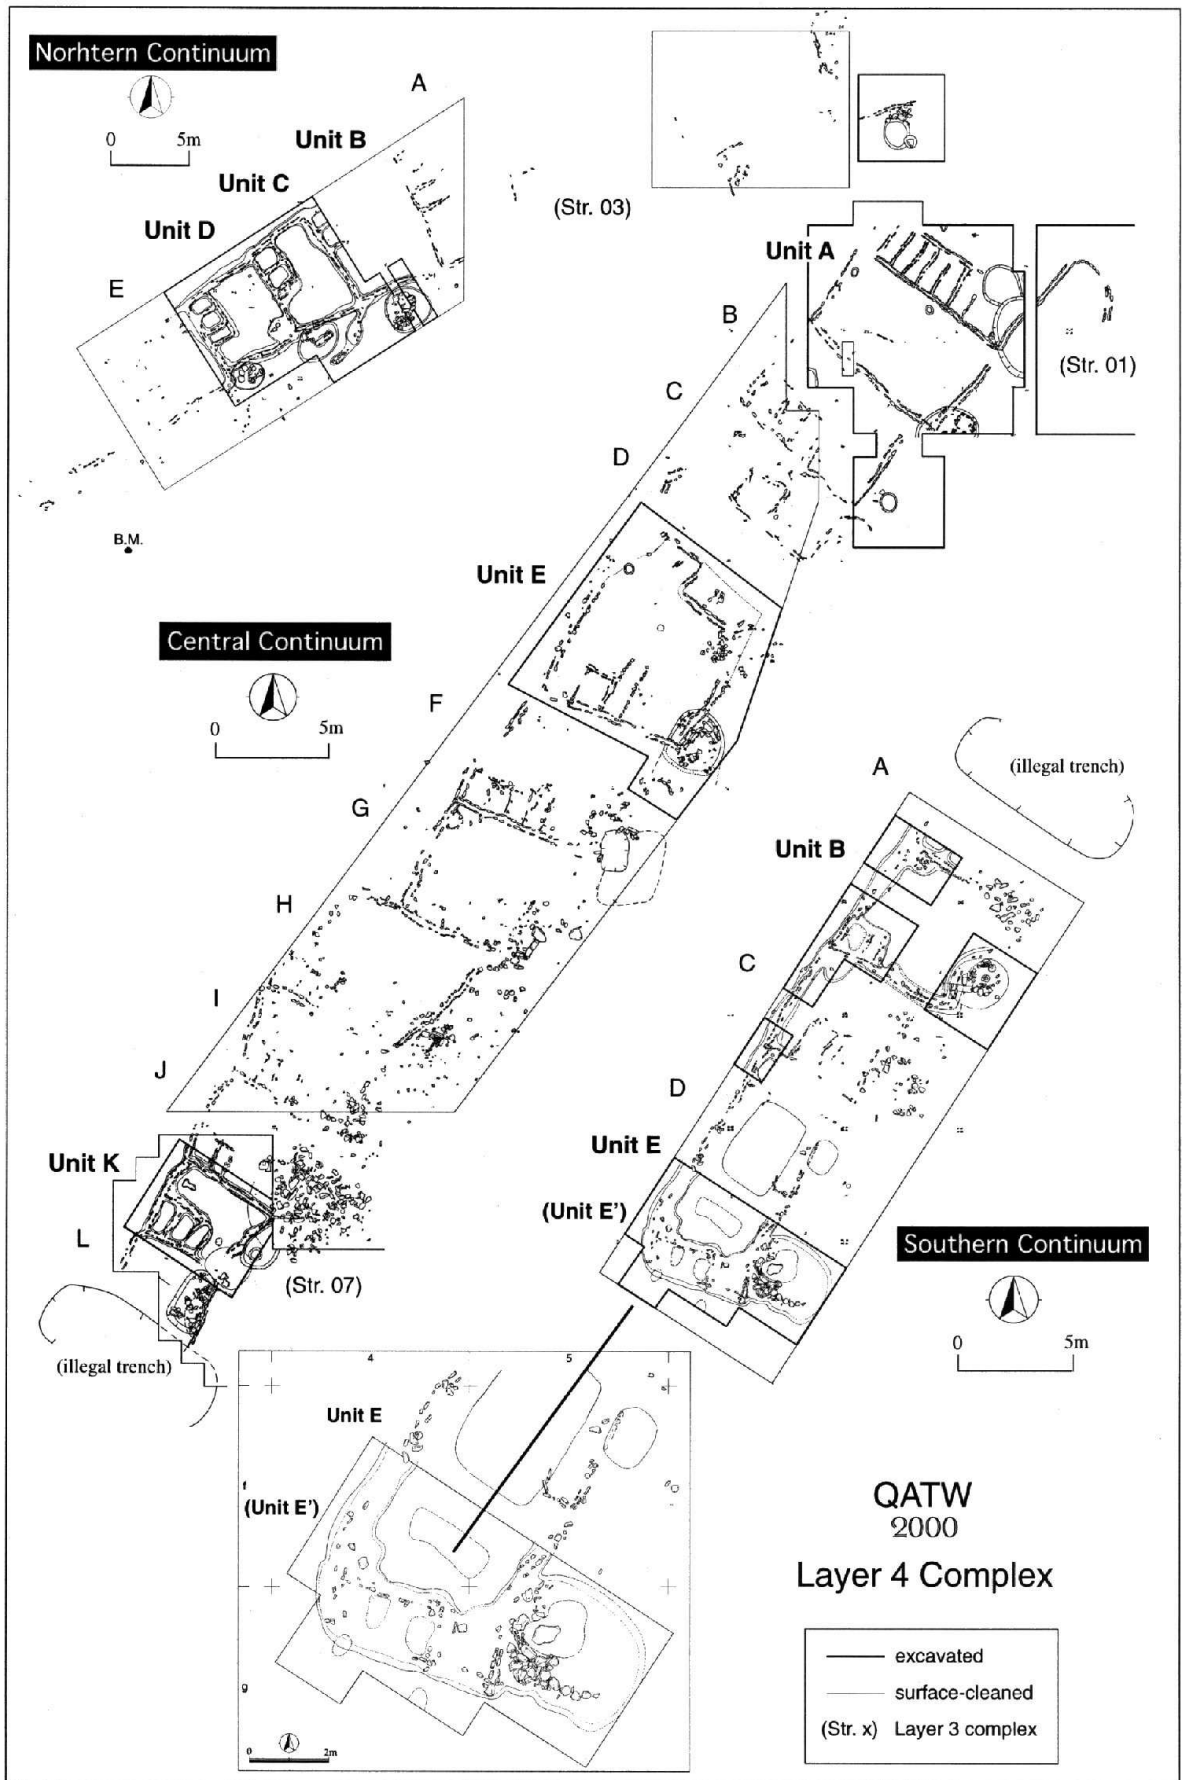 Norhtern Continuum
0 5m
A
Unit B
Unit C
Unit D
E
(Str. 03)
Unit A
(Str. 01)
B
C
D
B.M.
Unit E
Central Continuum
0 5m
F
G
H
I
J
Unit K
L
(Str. 07)
(illegal trench)
(illegal trench)
A
Unit B
C
D
Unit E
(Unit E')
Southern Continuum
0 5m
4 5
Unit E
f
(Unit E')
g
0 2m
QATW
2000
Layer 4 Complex
excavated
surface-cleaned
(Str. x) Layer 3 complex